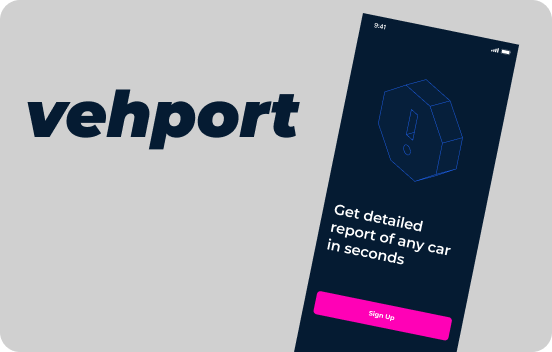 vehport
9:41
Get detailed
report of any car
in seconds
Sign Up